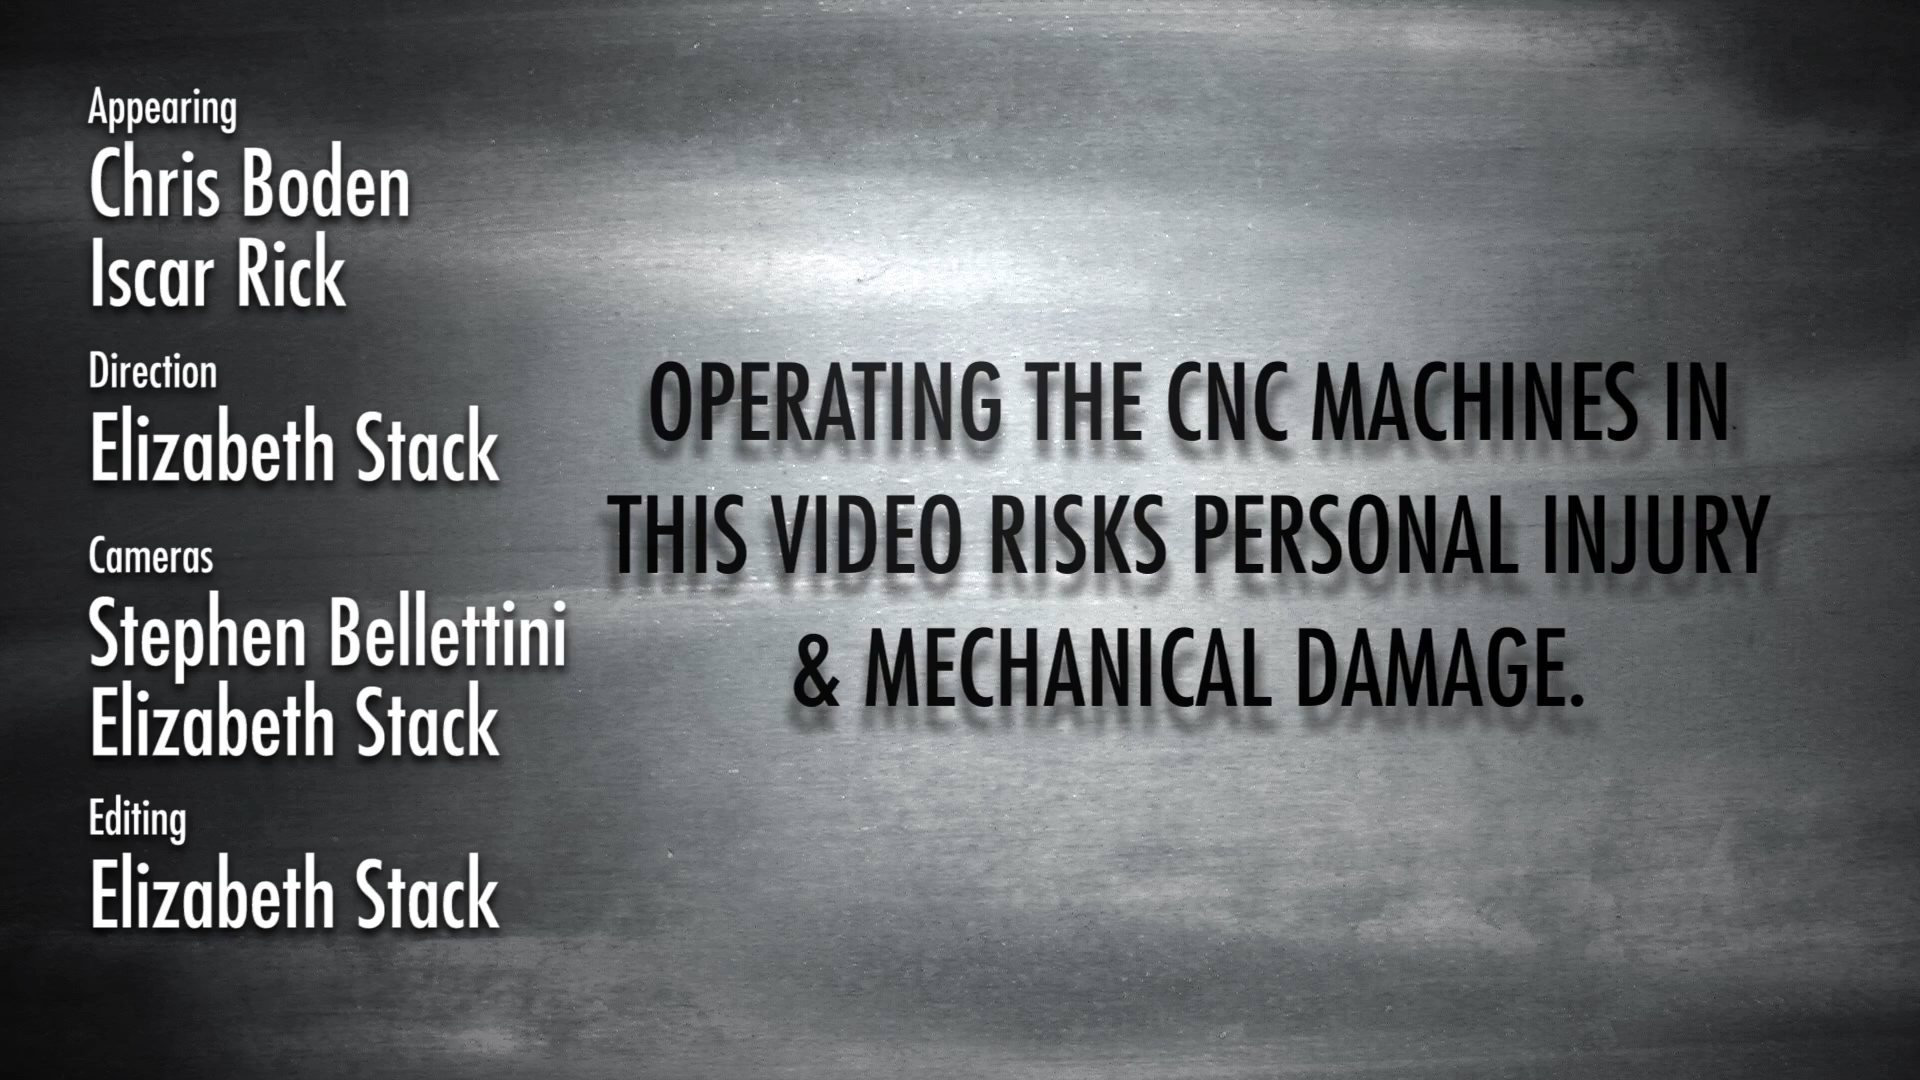 Appearing
Chris Boden
Iscar Rick
Direction
Elizabeth Stack
Cameras
Stephen Bellettini
Elizabeth Stack
Editing
Elizabeth Stack
OPERATING THE CNC MACHINES IN
THIS VIDEO RISKS PERSONAL INJURY
& MECHANICAL DAMAGE.